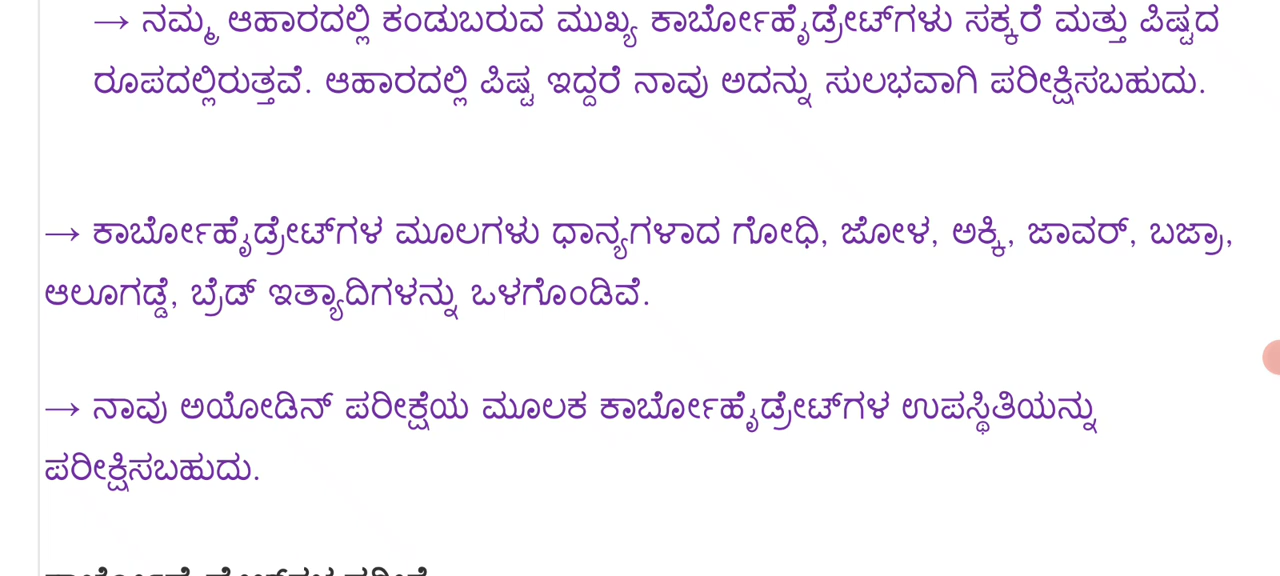 → ನಮ್ಮ ಆಹಾರದಲ್ಲಿ ಕಂಡುಬರುವ ಮುಖ್ಯ ಕಾರ್ಬೋಹೈಡ್ರೇಟ್‌ಗಳು ಸಕ್ಕರೆ ಮತ್ತು ಪಿಷ್ಟದ
ರೂಪದಲ್ಲಿರುತ್ತವೆ. ಆಹಾರದಲ್ಲಿ ಪಿಷ್ಟ ಇದ್ದರೆ ನಾವು ಅದನ್ನು ಸುಲಭವಾಗಿ ಪರೀಕ್ಷಿಸಬಹುದು.
→ ಕಾರ್ಬೋಹೈಡ್ರೇಟ್‌ಗಳ ಮೂಲಗಳು ಧಾನ್ಯಗಳಾದ ಗೋಧಿ, ಜೋಳ, ಅಕ್ಕಿ, ಜಾವರ್, ಬಜ್ರಾ,
ಆಲೂಗಡ್ಡೆ, ಬ್ರೆಡ್ ಇತ್ಯಾದಿಗಳನ್ನು ಒಳಗೊಂಡಿವೆ.
→ ನಾವು ಅಯೋಡಿನ್ ಪರೀಕ್ಷೆಯ ಮೂಲಕ ಕಾರ್ಬೋಹೈಡ್ರೇಟ್‌ಗಳ ಉಪಸ್ಥಿತಿಯನ್ನು
ಪರೀಕ್ಷಿಸಬಹುದು.